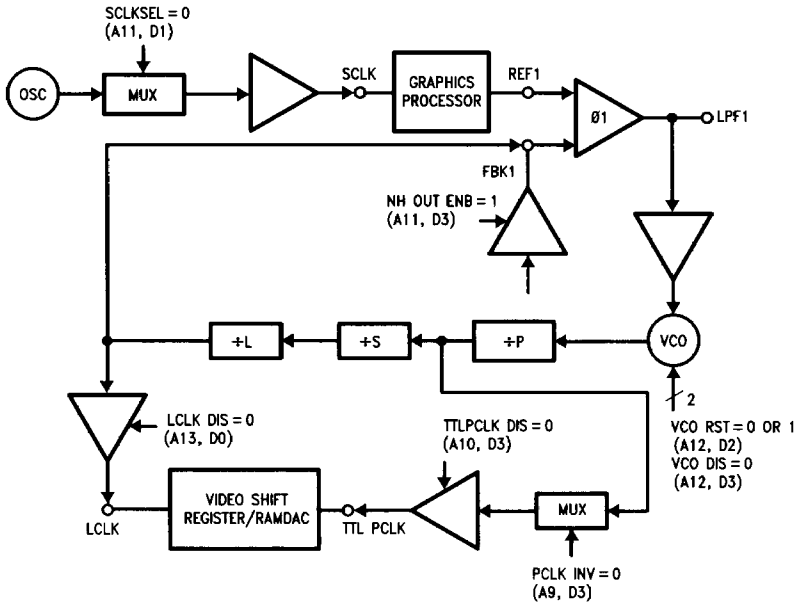 SCLKSEL = 0
(A11, D1)
OSC
MUX
SCLK
GRAPHICS
PROCESSOR
REF1
Ø1
LPF1
FBK1
NH OUT ENB = 1
(A11, D3)
÷L
÷S
÷P
VCO
2
VCO RST = 0 OR 1
(A12, D2)
VCO DIS = 0
(A12, D3)
LCLK DIS = 0
(A13, D0)
TTLPCLK DIS = 0
(A10, D3)
LCLK
VIDEO SHIFT
REGISTER/RAMDAC
TTL PCLK
MUX
PCLK INV = 0
(A9, D3)